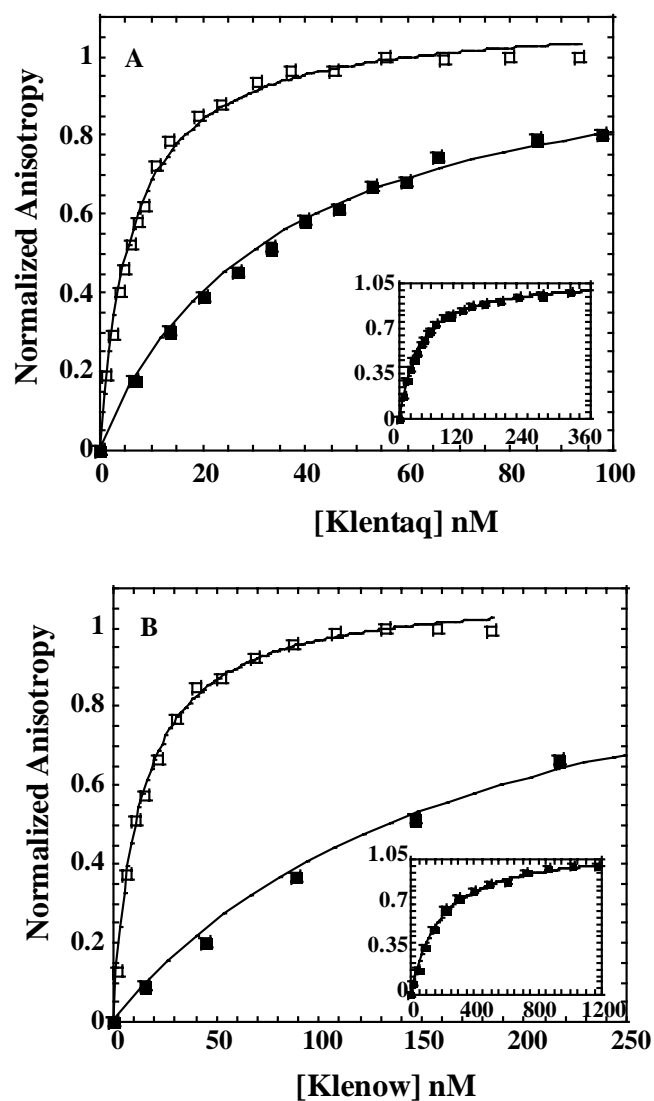 A
Normalized Anisotropy
1
0.8
0.6
0.4
0.2
0
1.05
0.7
0.35
0
0 120 240 360
0 20 40 60 80 100
[Klentaq] nM
B
Normalized Anisotropy
1
0.8
0.6
0.4
0.2
0
1.05
0.7
0.35
0
0 400 800 1200
0 50 100 150 200 250
[Klenow] nM